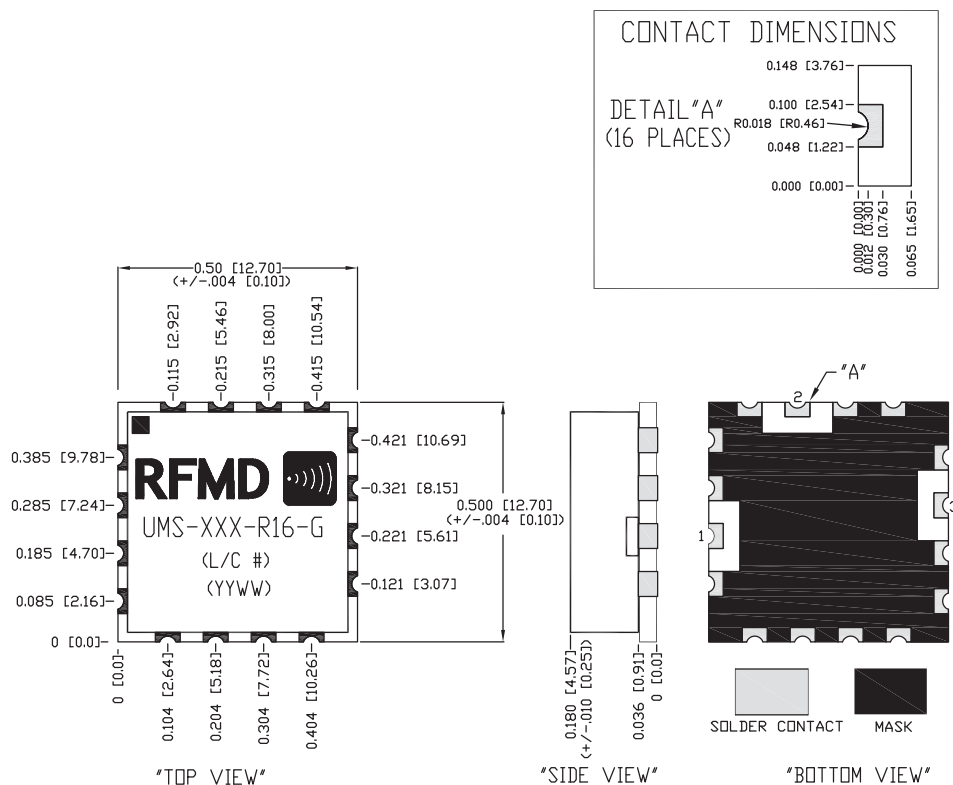 CONTACT DIMENSIONS
0.148 [3.76]
DETAIL"A"
(16 PLACES)
0.100 [2.54]
R0.018 [R0.46]
0.048 [1.22]
0.000 [0.00]
0.000 [0.00]
0.012 [0.30]
0.030 [0.76]
0.065 [1.65]
0.50 [12.70]
(+/-.004 [0.10])
0.115 [2.92]
0.215 [5.46]
0.315 [8.00]
0.415 [10.54]
0.385 [9.78]
0.285 [7.24]
0.185 [4.70]
0.085 [2.16]
0 [0.0]
RFMD
UMS-XXX-R16-G
(L/C #)
(YYWW)
0.421 [10.69]
0.321 [8.15]
0.221 [5.61]
0.121 [3.07]
0.500 [12.70]
(+/-.004 [0.10])
0 [0.0]
0.104 [2.64]
0.204 [5.18]
0.304 [7.72]
0.404 [10.26]
"TOP VIEW"
0.180 [4.57]
(+/-.010 [0.25])
0.036 [0.91]
0 [0.0]
"SIDE VIEW"
"A"
2
1
3
SOLDER CONTACT
MASK
"BOTTOM VIEW"